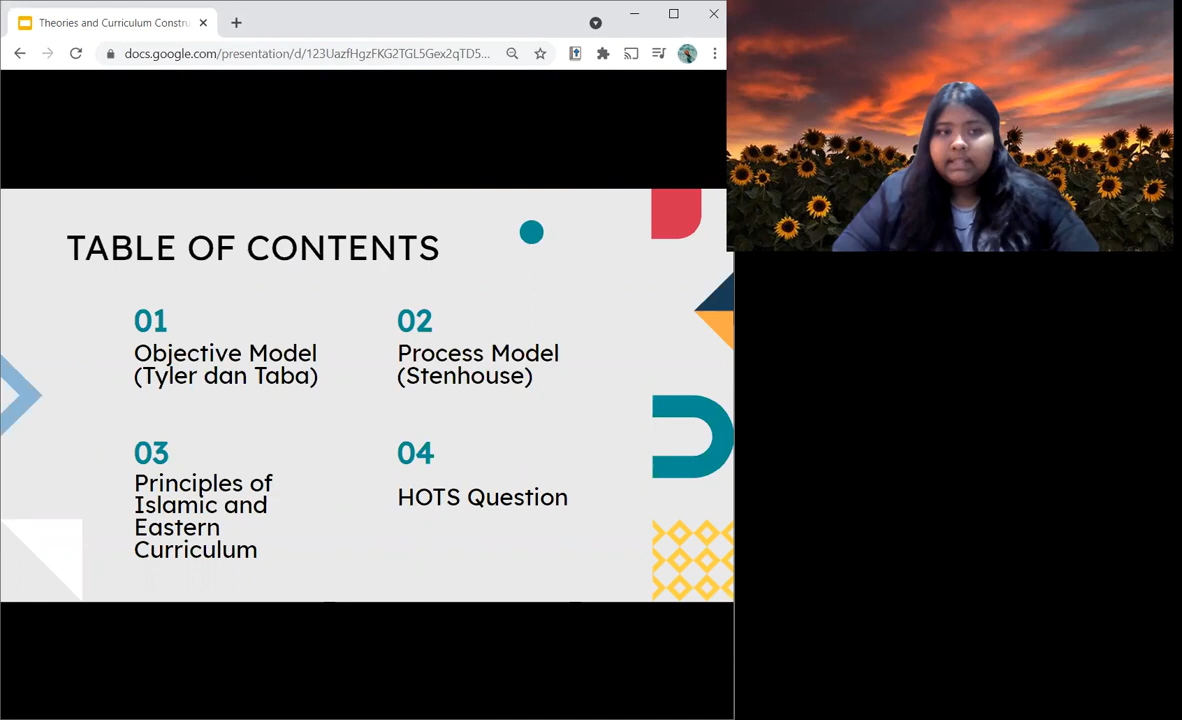 Theories and Curriculum Constru
docs.google.com/presentation/d/123UazfHgzFKG2TGL5Gex2qTD5...
TABLE OF CONTENTS
01
Objective Model
(Tyler dan Taba)
02
Process Model
(Stenhouse)
03
Principles of
Islamic and
Eastern
Curriculum
04
HOTS Question